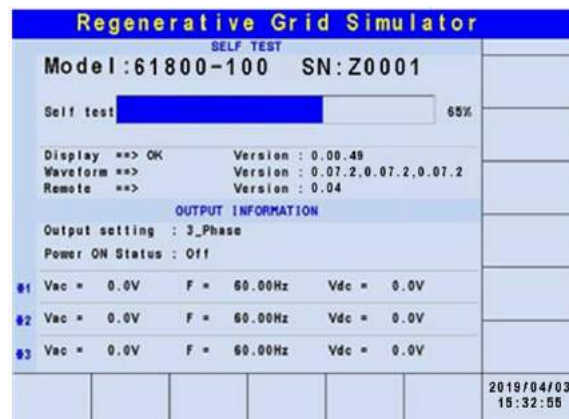 Regenerative Grid Simulator
SELF TEST
Model:61800-100 SN:Z0001
Self test 65%
Display ==> OK Version : 0.00.49
Waveform ==> Version : 0.07.2,0.07.2,0.07.2
Remote ==> Version : 0.04
OUTPUT INFORMATION
Output setting : 3_Phase
Power ON Status : Off
Φ1 Vac = 0.0V F = 60.00Hz Vdc = 0.0V
Φ2 Vac = 0.0V F = 60.00Hz Vdc = 0.0V
Φ3 Vac = 0.0V F = 60.00Hz Vdc = 0.0V
2019/04/03
15:32:55